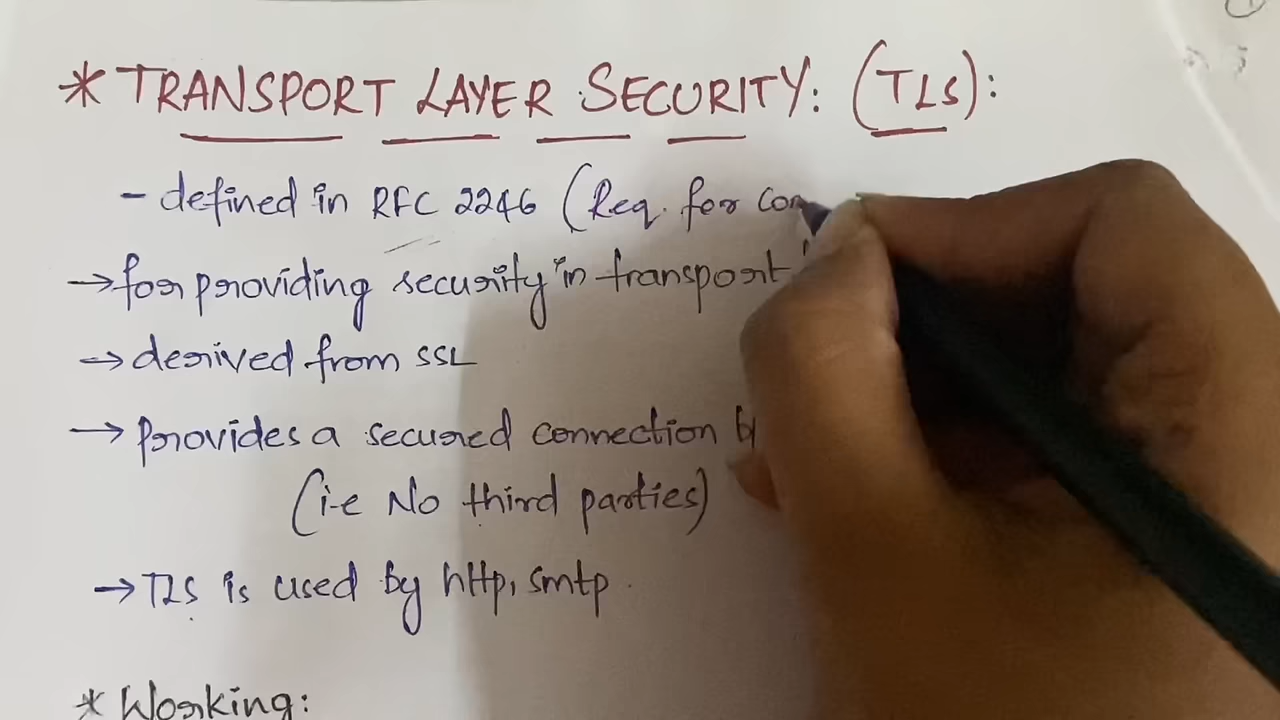 * TRANSPORT LAYER SECURITY: (TLS):
- defined in RFC 2246 (Req. for com
→ for providing security in transport
→ derived from SSL
→ provides a secured connection
(i.e No third parties)
→ TLS is used by http, smtp.
* Working: